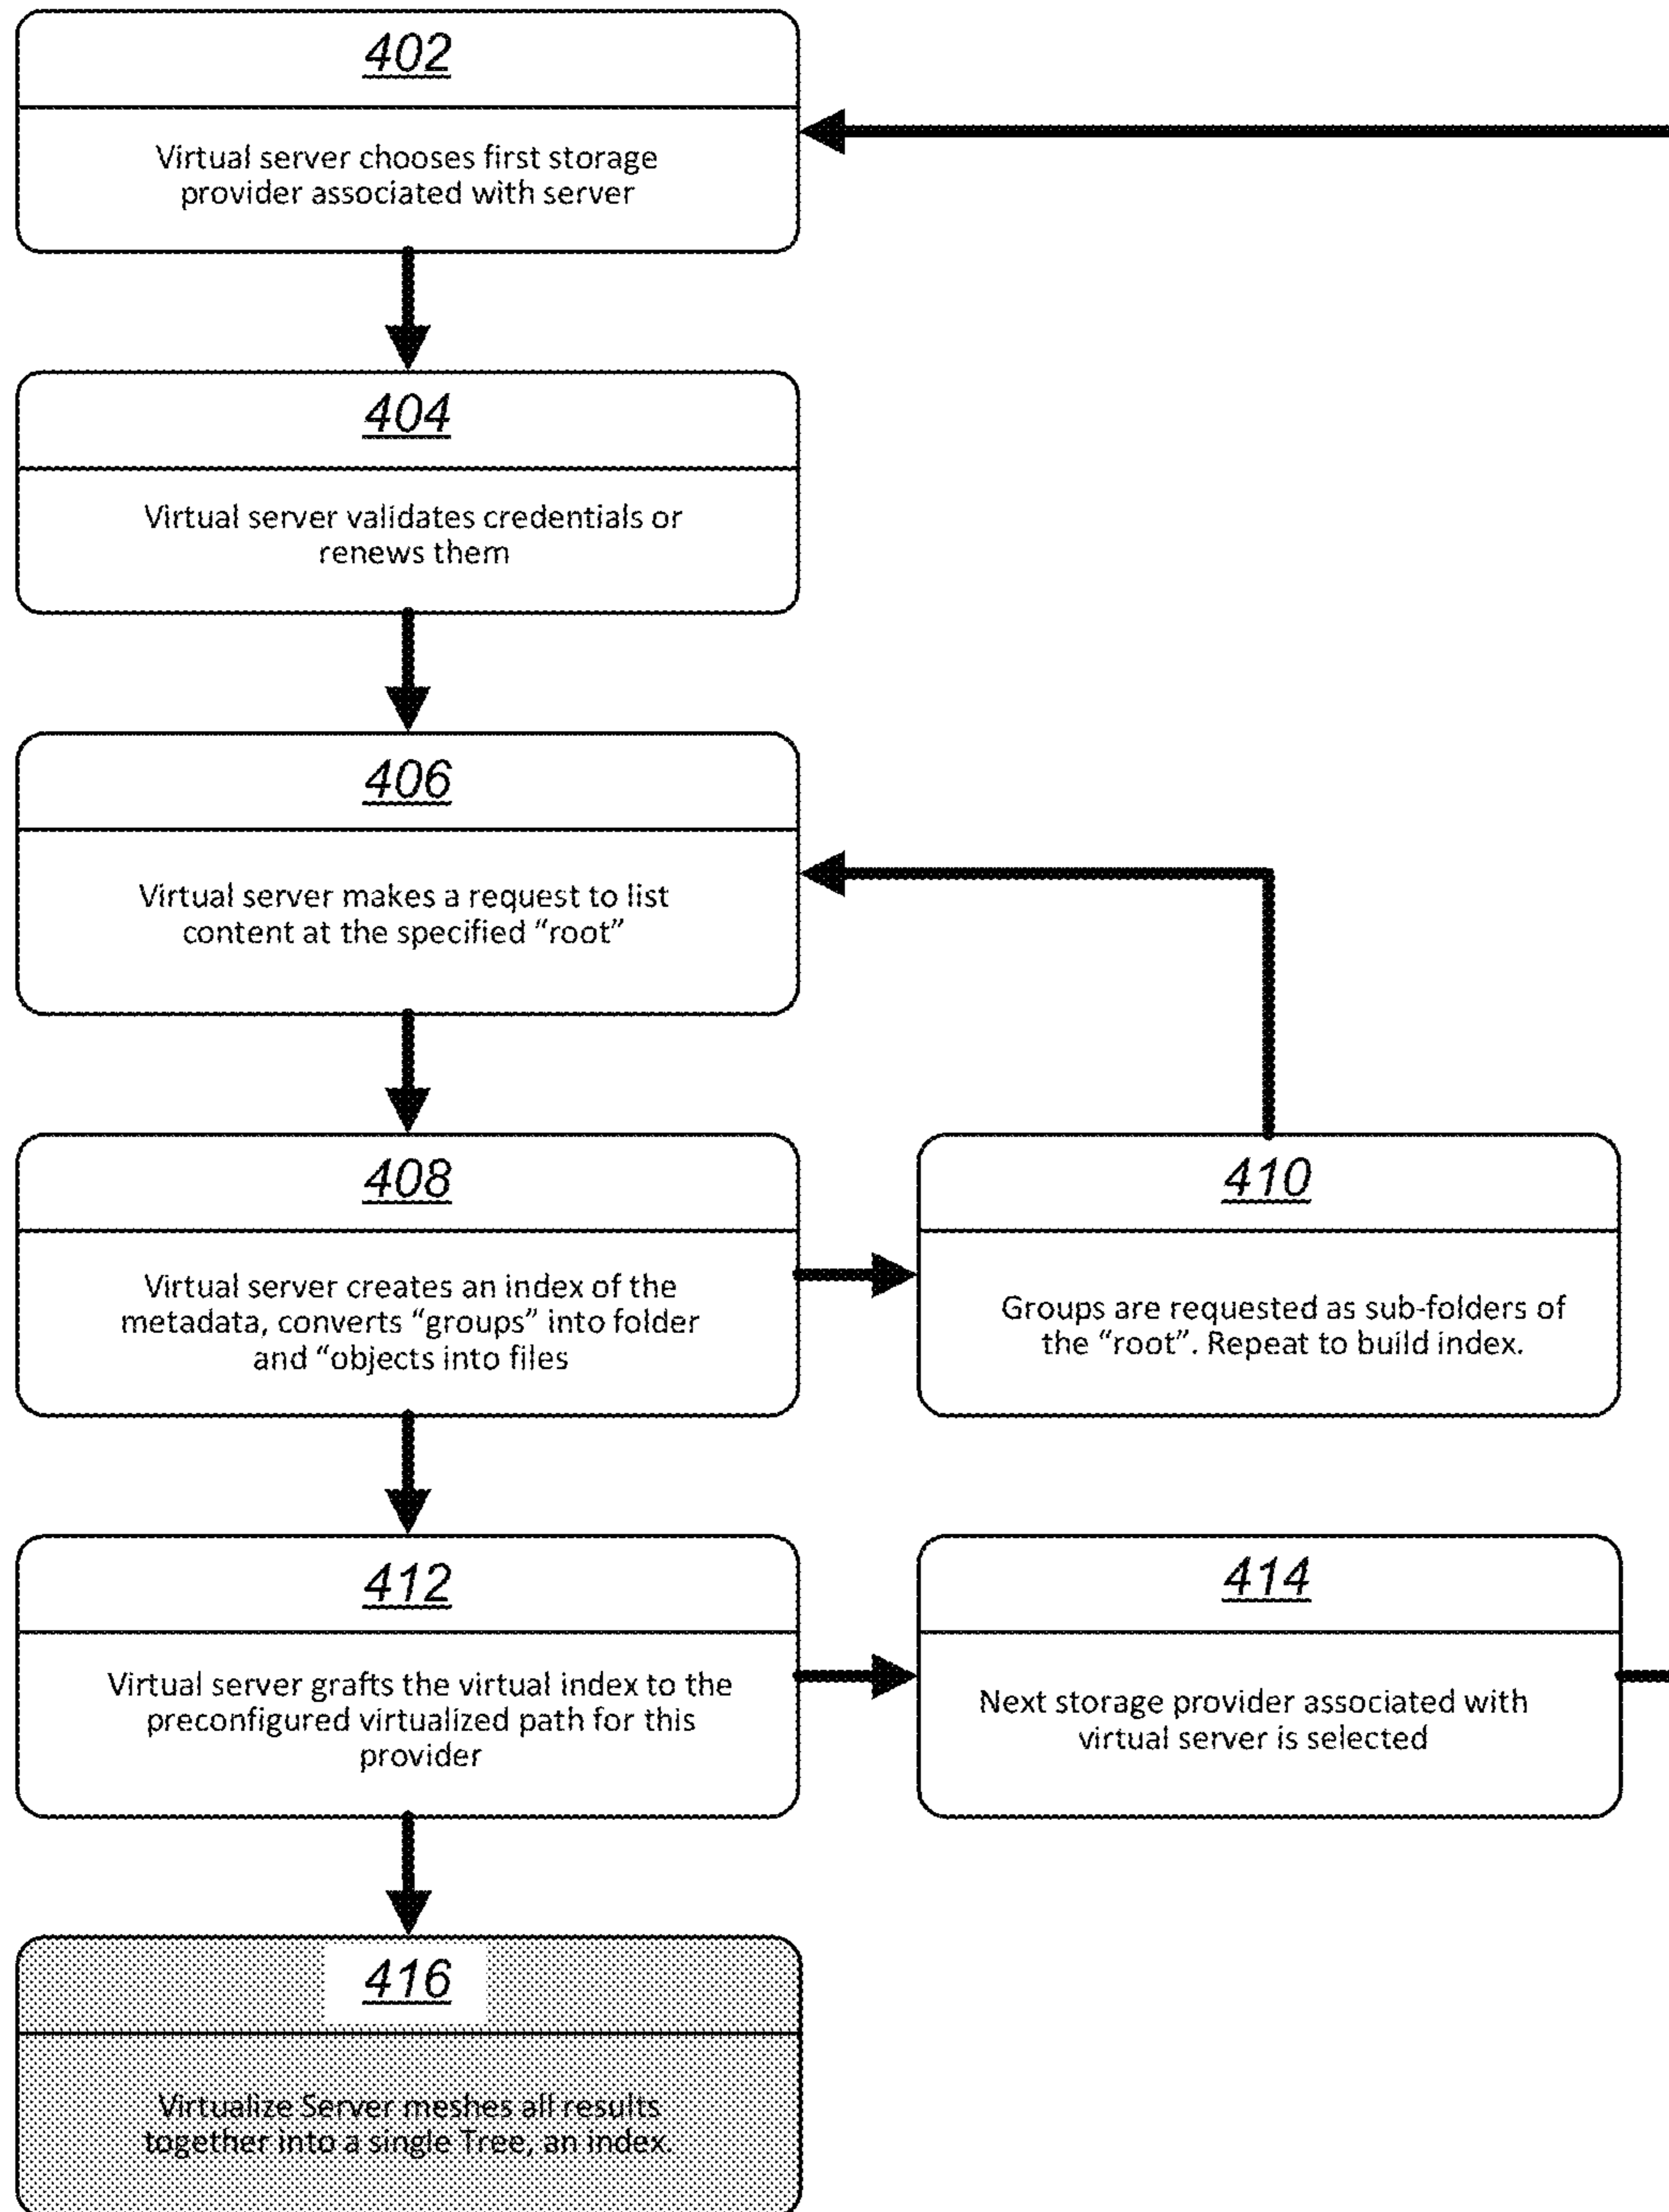 402
Virtual server chooses first storage
provider associated with server
404
Virtual server validates credentials or
renews them
406
Virtual server makes a request to list
content at the specified “root”
408
Virtual server creates an index of the
metadata, converts “groups” into folder
and “objects into files
410
Groups are requested as sub-folders of
the “root”. Repeat to build index.
412
Virtual server grafts the virtual index to the
preconfigured virtualized path for this
provider
414
Next storage provider associated with
virtual server is selected
416
Virtualize Server meshes all results
together into a single Tree, an index.